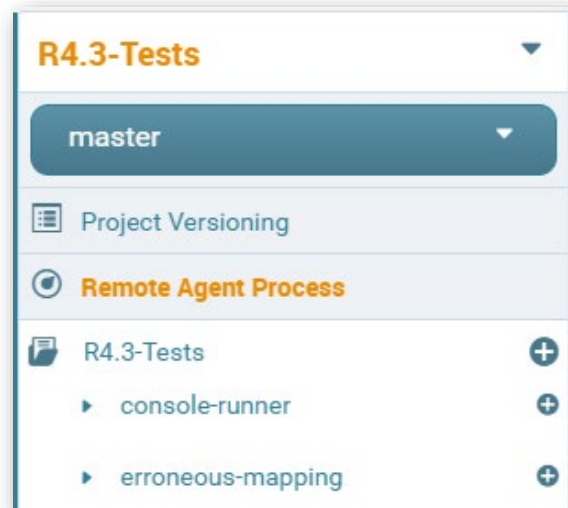 R4.3-Tests
master
Project Versioning
Remote Agent Process
R4.3-Tests
console-runner
erroneous-mapping